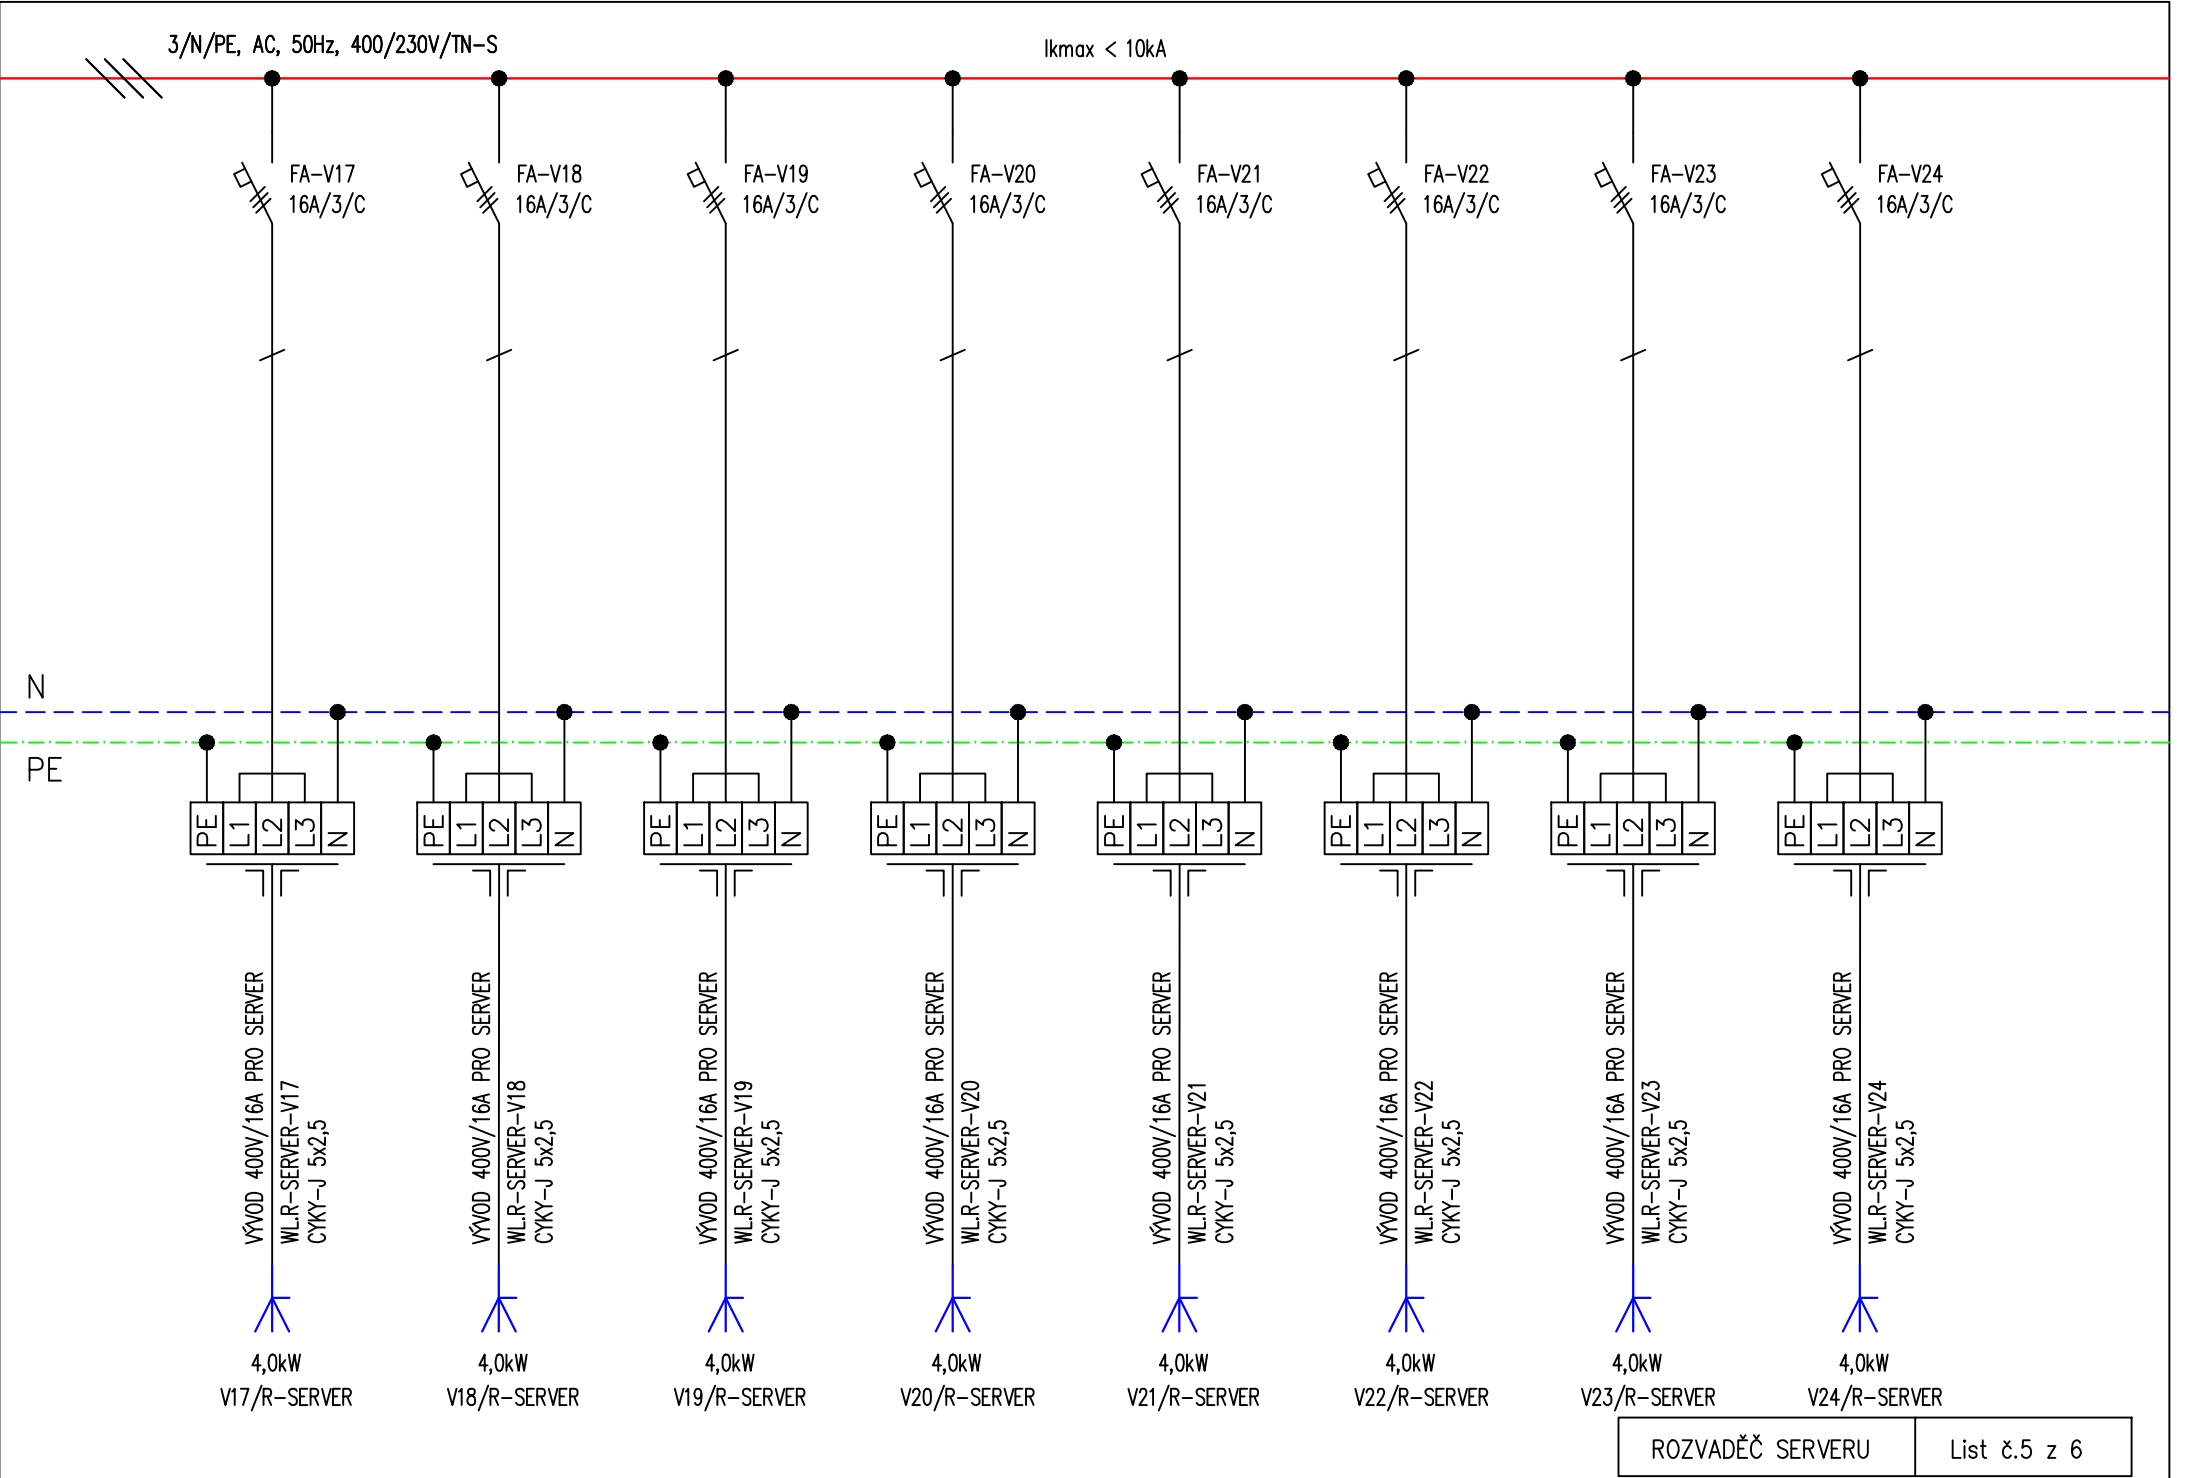 3/N/PE, AC, 50Hz, 400/230V/TN-S
Ikmax < 10kA
FA-V17
16A/3/C
FA-V18
16A/3/C
FA-V19
16A/3/C
FA-V20
16A/3/C
FA-V21
16A/3/C
FA-V22
16A/3/C
FA-V23
16A/3/C
FA-V24
16A/3/C
N
PE
PE L1 L2 L3 N
PE L1 L2 L3 N
PE L1 L2 L3 N
PE L1 L2 L3 N
PE L1 L2 L3 N
PE L1 L2 L3 N
PE L1 L2 L3 N
PE L1 L2 L3 N
VÝVOD 400V/16A PRO SERVER
WL.R-SERVER-V17
CYKY-J 5x2,5
VÝVOD 400V/16A PRO SERVER
WL.R-SERVER-V18
CYKY-J 5x2,5
VÝVOD 400V/16A PRO SERVER
WL.R-SERVER-V19
CYKY-J 5x2,5
VÝVOD 400V/16A PRO SERVER
WL.R-SERVER-V20
CYKY-J 5x2,5
VÝVOD 400V/16A PRO SERVER
WL.R-SERVER-V21
CYKY-J 5x2,5
VÝVOD 400V/16A PRO SERVER
WL.R-SERVER-V22
CYKY-J 5x2,5
VÝVOD 400V/16A PRO SERVER
WL.R-SERVER-V23
CYKY-J 5x2,5
VÝVOD 400V/16A PRO SERVER
WL.R-SERVER-V24
CYKY-J 5x2,5
4,0kW
V17/R-SERVER
4,0kW
V18/R-SERVER
4,0kW
V19/R-SERVER
4,0kW
V20/R-SERVER
4,0kW
V21/R-SERVER
4,0kW
V22/R-SERVER
4,0kW
V23/R-SERVER
4,0kW
V24/R-SERVER
ROZVADĚČ SERVERU
List č.5 z 6